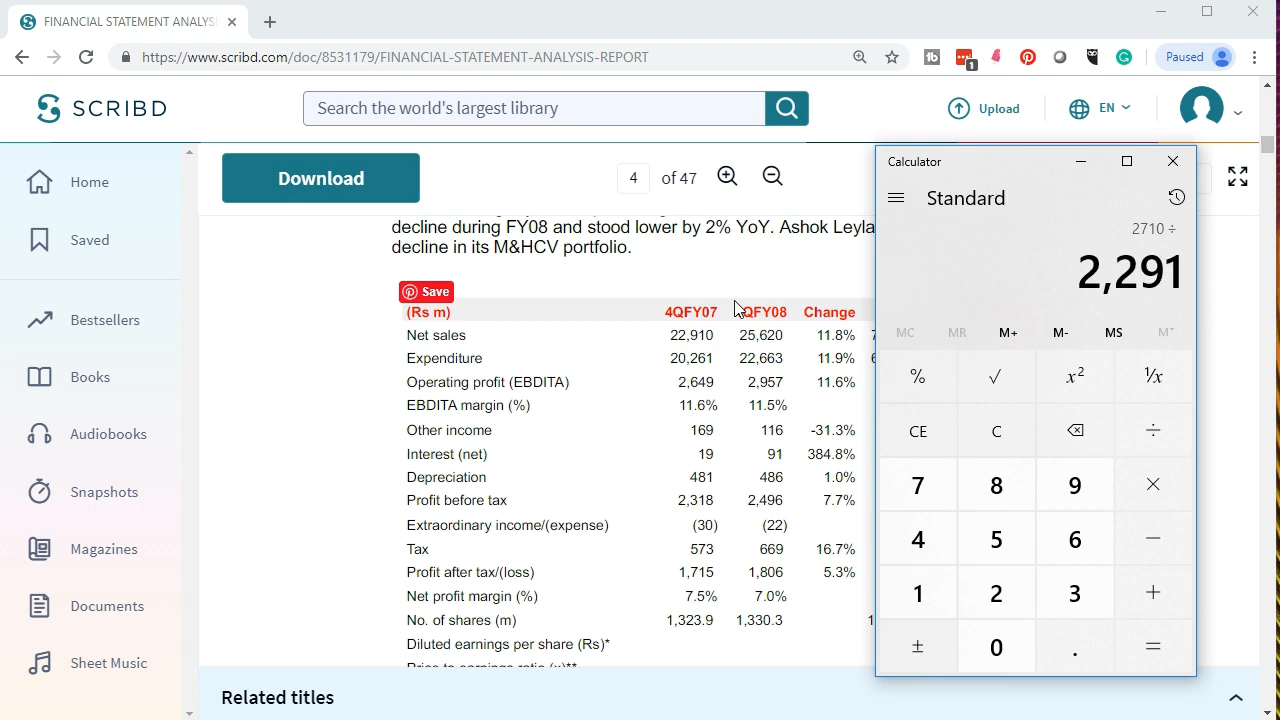 FINANCIAL STATEMENT ANALYS
https://www.scribd.com/doc/8531179/FINANCIAL-STATEMENT-ANALYSIS-REPORT
1
Paused
SCRIBD
Search the world's largest library
Upload
EN
Home
Saved
Bestsellers
Books
Audiobooks
Snapshots
Magazines
Documents
Sheet Music
Download
4 of 47
decline during FY08 and stood lower by 2% YoY. Ashok Leyla
decline in its M&HCV portfolio.
Save
(Rs m) 4QFY07 QFY08 Change
Net sales 22,910 25,620 11.8% 7
Expenditure 20,261 22,663 11.9% 6
Operating profit (EBDITA) 2,649 2,957 11.6%
EBDITA margin (%) 11.6% 11.5%
Other income 169 116 -31.3%
Interest (net) 19 91 384.8%
Depreciation 481 486 1.0%
Profit before tax 2,318 2,496 7.7%
Extraordinary income/(expense) (30) (22)
Tax 573 669 16.7%
Profit after tax/(loss) 1,715 1,806 5.3%
Net profit margin (%) 7.5% 7.0%
No. of shares (m) 1,323.9 1,330.3 1
Diluted earnings per share (Rs)*
Price to earnings ratio (x)**
Related titles
Calculator
Standard
2710 ÷
2,291
MC MR M+ M- MS M˅
% √ x² ¹/x
CE C ÷
7 8 9 ×
4 5 6 −
1 2 3 +
± 0 . =